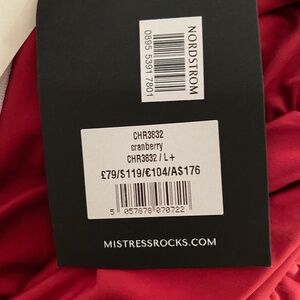 NORDSTROM
0895 5391 7801
CHR3832
cranberry
CHR3832 / L+
£79/$119/€104/A$176
5 057878 070722
MISTRESSROCKS.COM